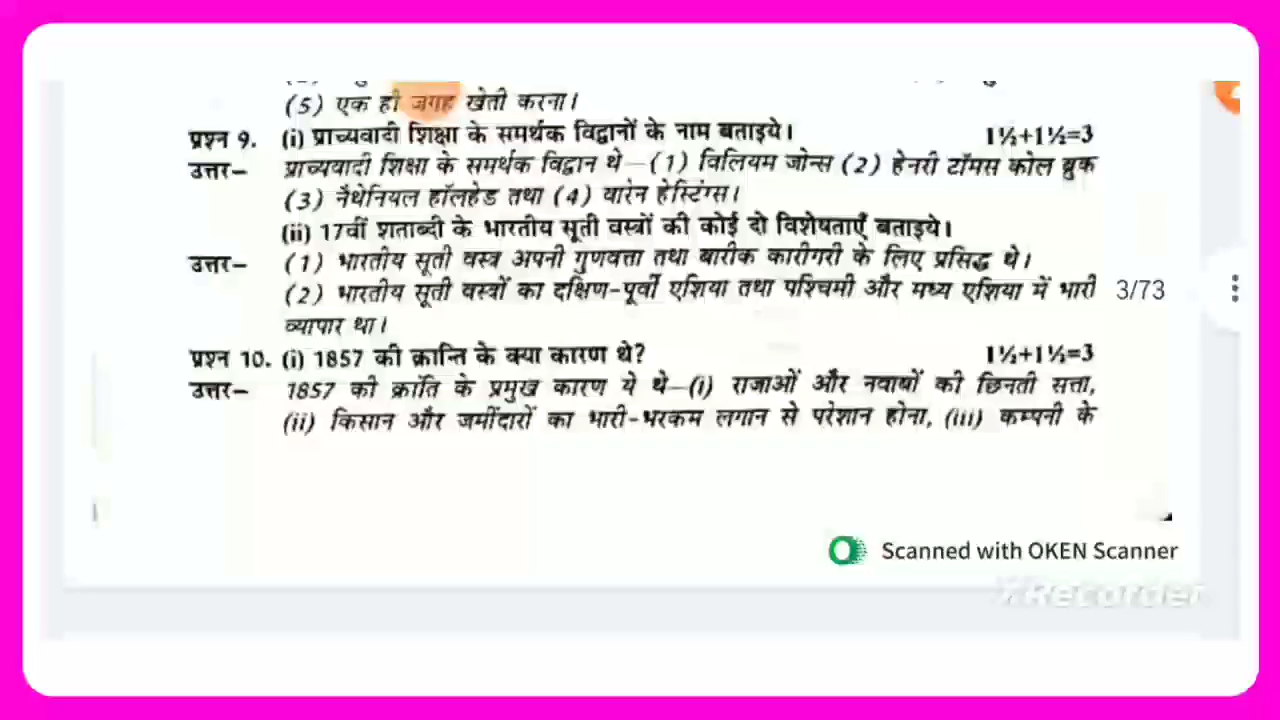 (5) एक ही जगह खेती करना।
प्रश्न 9. (i) प्राच्यवादी शिक्षा के समर्थक विद्वानों के नाम बताइये। 1½+1½=3
उत्तर– प्राच्यवादी शिक्षा के समर्थक विद्वान थे—(1) विलियम जोन्स (2) हेनरी टॉमस कोल ब्रुक
(3) नैथेनियल हॉलहेड तथा (4) वारेन हेस्टिंग्स।
(ii) 17वीं शताब्दी के भारतीय सूती वस्त्रों की कोई दो विशेषताएँ बताइये।
उत्तर– (1) भारतीय सूती वस्त्र अपनी गुणवत्ता तथा बारीक कारीगरी के लिए प्रसिद्ध थे।
(2) भारतीय सूती वस्त्रों का दक्षिण-पूर्वी एशिया तथा पश्चिमी और मध्य एशिया में भारी
व्यापार था।
3/73
प्रश्न 10. (i) 1857 की क्रान्ति के क्या कारण थे? 1½+1½=3
उत्तर– 1857 की क्रांति के प्रमुख कारण ये थे—(i) राजाओं और नवाबों की छिनती सत्ता,
(ii) किसान और जमींदारों का भारी-भरकम लगान से परेशान होना, (iii) कम्पनी के
Scanned with OKEN Scanner
XRecorder